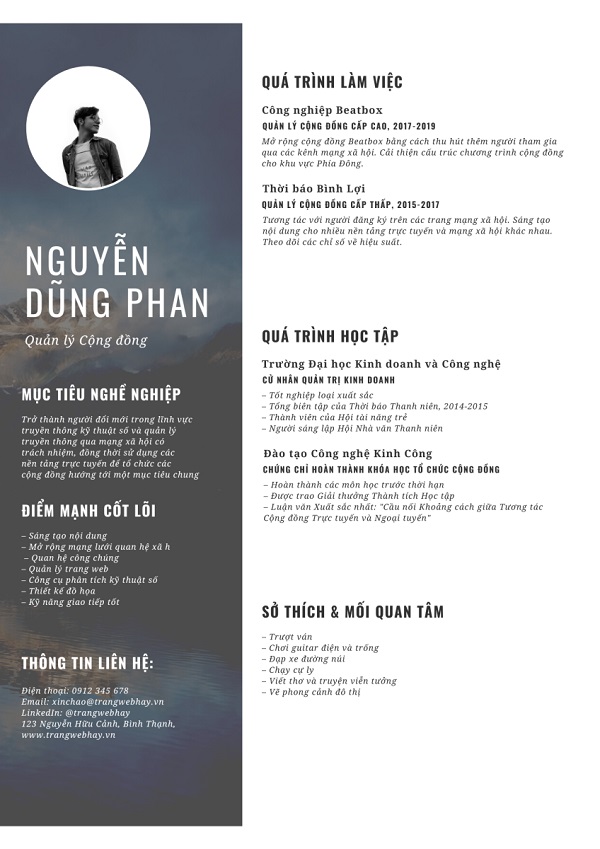 NGUYỄN
DŨNG PHAN
Quản lý Cộng đồng
MỤC TIÊU NGHỀ NGHIỆP
Trở thành người đổi mới trong lĩnh vực
truyền thông kỹ thuật số và quản lý
truyền thông qua mạng xã hội có
trách nhiệm, đồng thời sử dụng các
nền tảng trực tuyến để tổ chức các
cộng đồng hướng tới một mục tiêu chung
ĐIỂM MẠNH CỐT LÕI
– Sáng tạo nội dung
– Mở rộng mạng lưới quan hệ xã h
– Quan hệ công chúng
– Quản lý trang web
– Công cụ phân tích kỹ thuật số
– Thiết kế đồ họa
– Kỹ năng giao tiếp tốt
THÔNG TIN LIÊN HỆ:
Điện thoại: 0912 345 678
Email: xinchao@trangwebhay.vn
LinkedIn: @trangwebhay
123 Nguyễn Hữu Cảnh, Bình Thạnh,
www.trangwebhay.vn
QUÁ TRÌNH LÀM VIỆC
Công nghiệp Beatbox
QUẢN LÝ CỘNG ĐỒNG CẤP CAO, 2017-2019
Mở rộng cộng đồng Beatbox bằng cách thu hút thêm người tham gia
qua các kênh mạng xã hội. Cải thiện cấu trúc chương trình cộng đồng
cho khu vực Phía Đông.
Thời báo Bình Lợi
QUẢN LÝ CỘNG ĐỒNG CẤP THẤP, 2015-2017
Tương tác với người đăng ký trên các trang mạng xã hội. Sáng tạo
nội dung cho nhiều nền tảng trực tuyến và mạng xã hội khác nhau.
Theo dõi các chỉ số về hiệu suất.
QUÁ TRÌNH HỌC TẬP
Trường Đại học Kinh doanh và Công nghệ
CỬ NHÂN QUẢN TRỊ KINH DOANH
– Tốt nghiệp loại xuất sắc
– Tổng biên tập của Thời báo Thanh niên, 2014-2015
– Thành viên của Hội tài năng trẻ
– Người sáng lập Hội Nhà văn Thanh niên
Đào tạo Công nghệ Kinh Công
CHỨNG CHỈ HOÀN THÀNH KHÓA HỌC TỔ CHỨC CỘNG ĐỒNG
– Hoàn thành các môn học trước thời hạn
– Được trao Giải thưởng Thành tích Học tập
– Luận văn Xuất sắc nhất: "Cầu nối Khoảng cách giữa Tương tác
Cộng đồng Trực tuyến và Ngoại tuyến"
SỞ THÍCH & MỐI QUAN TÂM
– Trượt ván
– Chơi guitar điện và trống
– Đạp xe đường núi
– Chạy cự ly
– Viết thơ và truyện viễn tưởng
– Vẽ phong cảnh đô thị